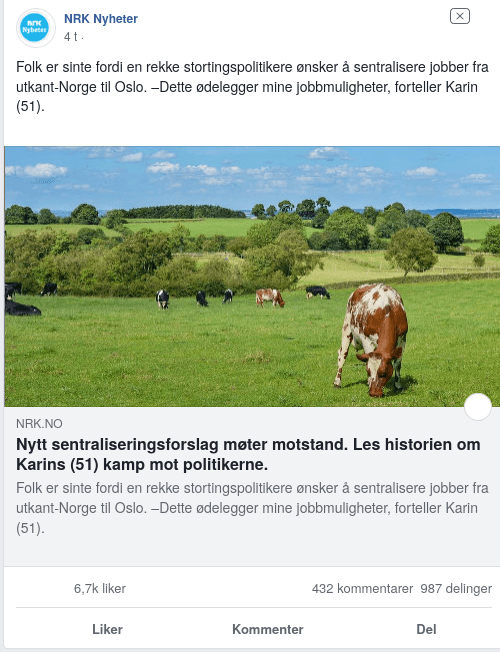 NRK
Nyheter
NRK Nyheter
4 t ·
Folk er sinte fordi en rekke stortingspolitikere ønsker å sentralisere jobber fra
utkant-Norge til Oslo. –Dette ødelegger mine jobbmuligheter, forteller Karin
(51).
NRK.NO
Nytt sentraliseringsforslag møter motstand. Les historien om
Karins (51) kamp mot politikerne.
Folk er sinte fordi en rekke stortingspolitikere ønsker å sentralisere jobber fra
utkant-Norge til Oslo. –Dette ødelegger mine jobbmuligheter, forteller Karin
(51).
6,7k liker 432 kommentarer 987 delinger
Liker Kommenter Del